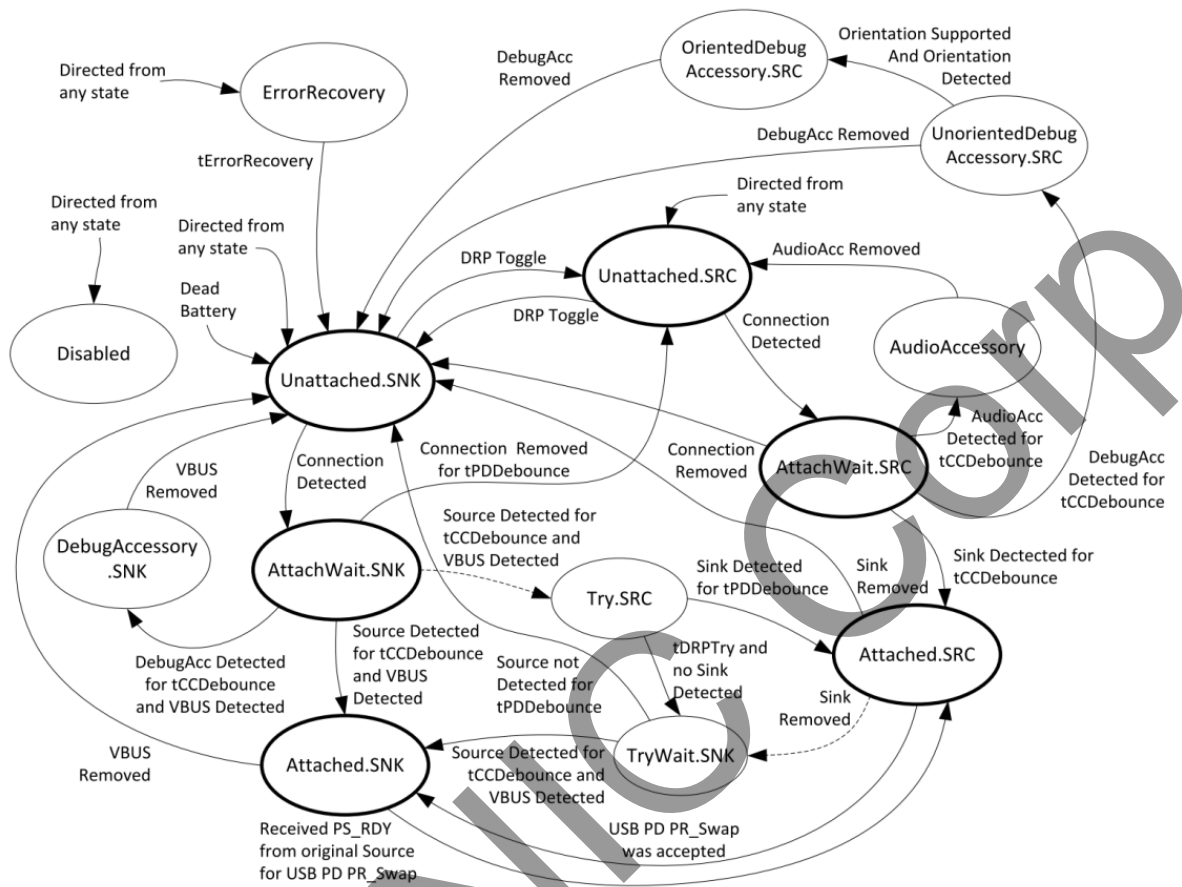 Directed from
any state
ErrorRecovery
tErrorRecovery
DebugAcc
Removed
OrientedDebug
Accessory.SRC
Orientation Supported
And Orientation
Detected
DebugAcc Removed
UnorientedDebug
Accessory.SRC
Directed from
any state
Disabled
Directed from
any state
Dead
Battery
Unattached.SNK
DRP Toggle
DRP Toggle
Directed from
any state
Unattached.SRC
AudioAcc Removed
Connection
Detected
AudioAccessory
AudioAcc
Detected for
tCCDebounce
DebugAcc
Detected for
tCCDebounce
AttachWait.SRC
Connection
Removed
Connection Removed
for tPDDebounce
VBUS
Removed
Connection
Detected
DebugAccessory
.SNK
AttachWait.SNK
Source Detected for
tCCDebounce and
VBUS Detected
Try.SRC
Sink Detected
for tPDDebounce
Sink
Removed
Sink Dectected for
tCCDebounce
Attached.SRC
DebugAcc Detected
for tCCDebounce
and VBUS Detected
Source Detected
for tCCDebounce
and VBUS
Detected
Source not
Detected for
tPDDebounce
tDRPTry and
no Sink
Detected
Sink
Removed
TryWait.SNK
VBUS
Removed
Attached.SNK
Source Detected for
tCCDebounce and
VBUS Detected
Received PS_RDY
from original Source
for USB PD PR_Swap
USB PD PR_Swap
was accepted
VIC Corp